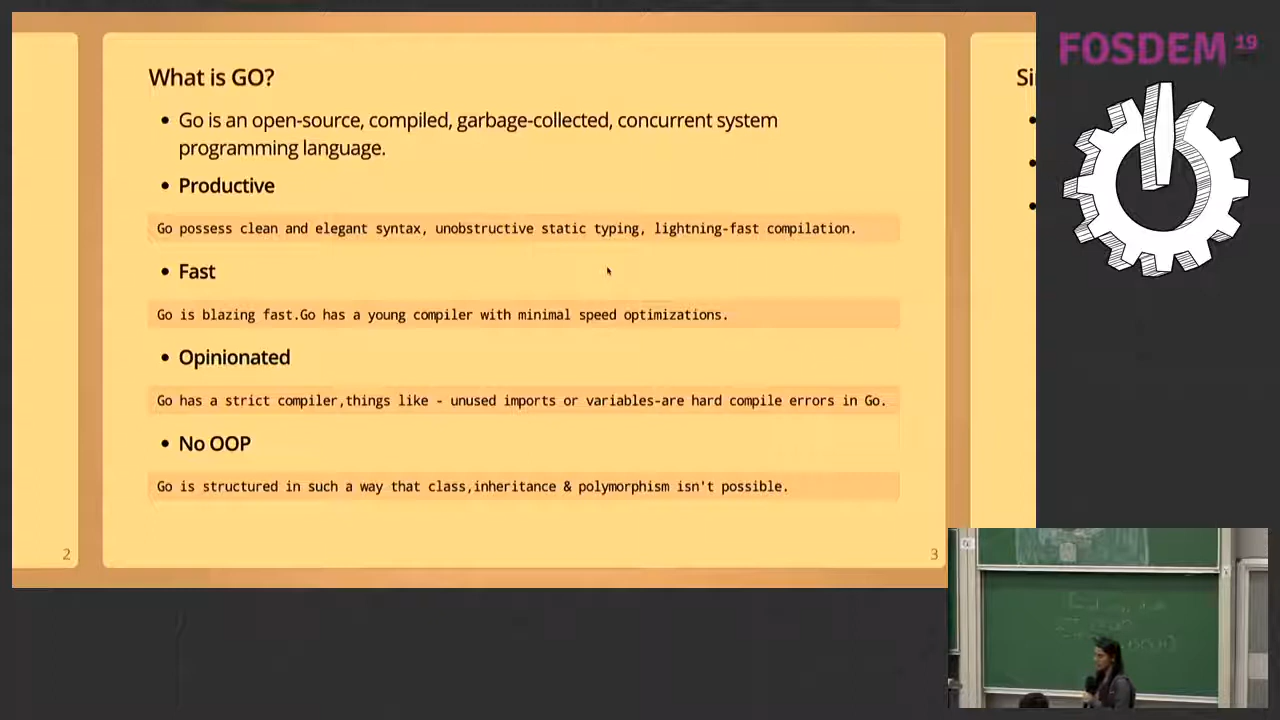 What is GO?
• Go is an open-source, compiled, garbage-collected, concurrent system
programming language.
• Productive
Go possess clean and elegant syntax, unobstructive static typing, lightning-fast compilation.
• Fast
Go is blazing fast.Go has a young compiler with minimal speed optimizations.
• Opinionated
Go has a strict compiler,things like - unused imports or variables-are hard compile errors in Go.
• No OOP
Go is structured in such a way that class,inheritance & polymorphism isn't possible.
2
3
Si
FOSDEM 19